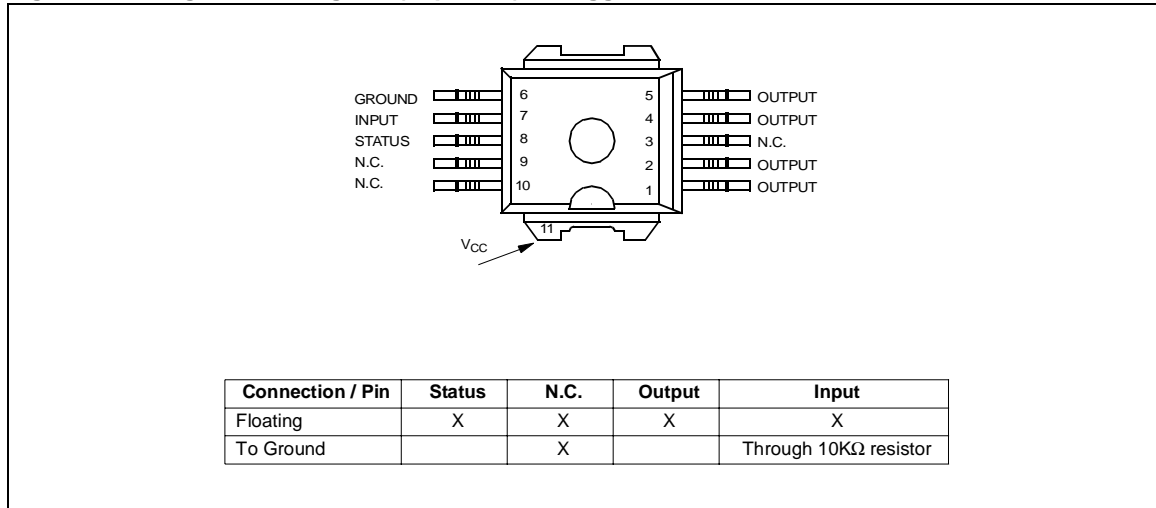 GROUND 6 5 OUTPUT
INPUT 7 4 OUTPUT
STATUS 8 3 N.C.
N.C. 9 2 OUTPUT
N.C. 10 1 OUTPUT
11
VCC
Connection / Pin Status N.C. Output Input
Floating X X X X
To Ground X Through 10KΩ resistor